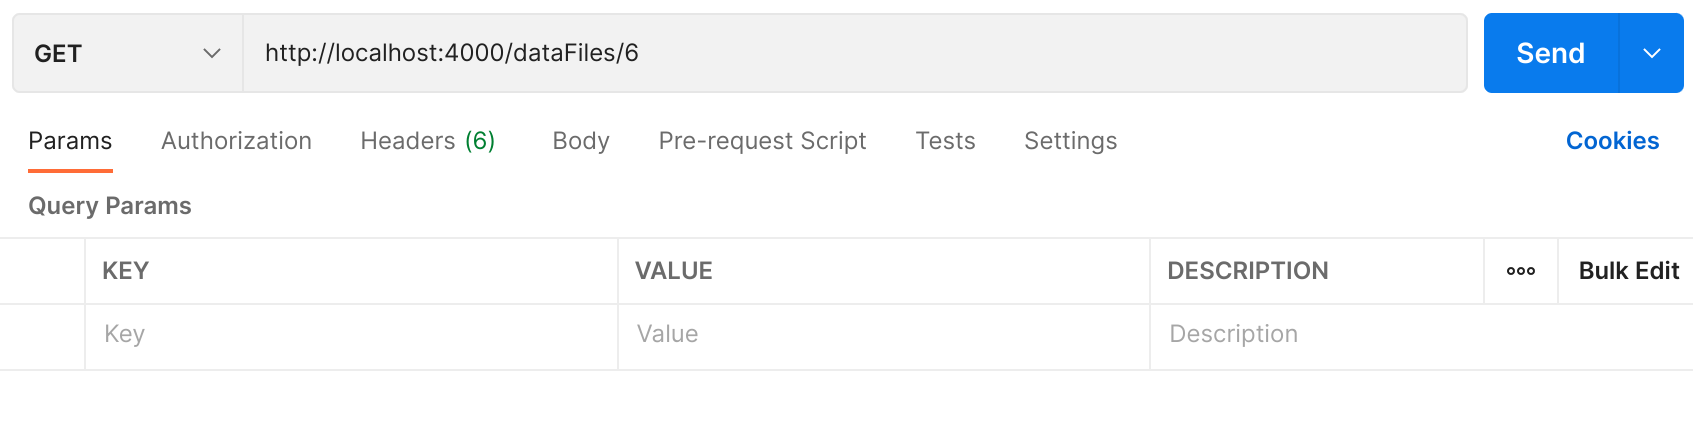 GET http://localhost:4000/dataFiles/6 Send
Params Authorization Headers (6) Body Pre-request Script Tests Settings Cookies
Query Params
KEY VALUE DESCRIPTION Bulk Edit
Key Value Description